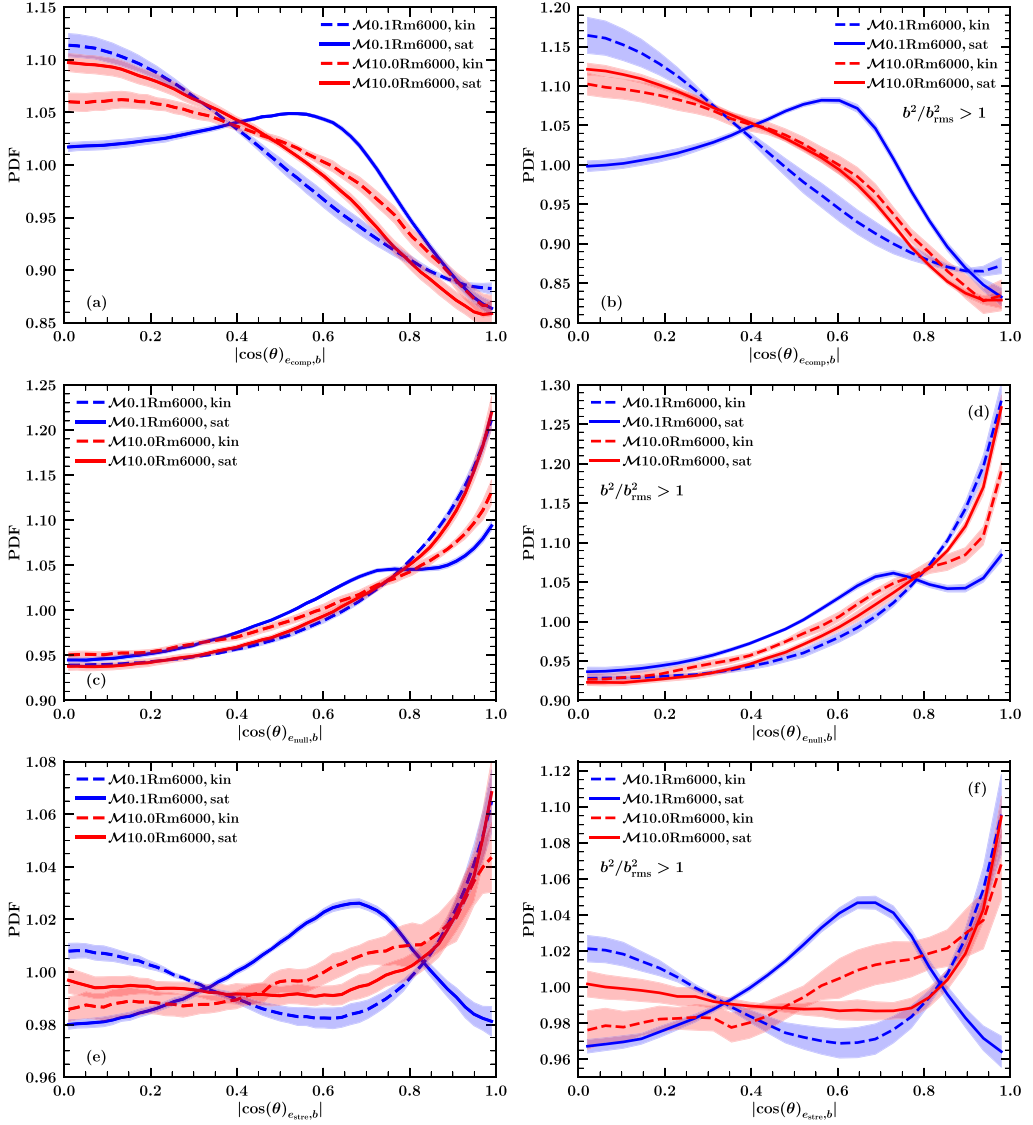 1.15
1.10
1.05
1.00
0.95
0.90
0.85
PDF
ℳ0.1Rm6000, kin
ℳ0.1Rm6000, sat
ℳ10.0Rm6000, kin
ℳ10.0Rm6000, sat
(a)
0.0 0.2 0.4 0.6 0.8 1.0
|cos(θ)e_comp,b|
1.20
1.15
1.10
1.05
1.00
0.95
0.90
0.85
0.80
PDF
ℳ0.1Rm6000, kin
ℳ0.1Rm6000, sat
ℳ10.0Rm6000, kin
ℳ10.0Rm6000, sat
b²/b²_rms > 1
(b)
0.0 0.2 0.4 0.6 0.8 1.0
|cos(θ)e_comp,b|
1.25
1.20
1.15
1.10
1.05
1.00
0.95
0.90
PDF
ℳ0.1Rm6000, kin
ℳ0.1Rm6000, sat
ℳ10.0Rm6000, kin
ℳ10.0Rm6000, sat
(c)
0.0 0.2 0.4 0.6 0.8 1.0
|cos(θ)e_null,b|
1.30
1.25
1.20
1.15
1.10
1.05
1.00
0.95
0.90
PDF
ℳ0.1Rm6000, kin
ℳ0.1Rm6000, sat
ℳ10.0Rm6000, kin
ℳ10.0Rm6000, sat
(d)
b²/b²_rms > 1
0.0 0.2 0.4 0.6 0.8 1.0
|cos(θ)e_null,b|
1.08
1.06
1.04
1.02
1.00
0.98
0.96
PDF
ℳ0.1Rm6000, kin
ℳ0.1Rm6000, sat
ℳ10.0Rm6000, kin
ℳ10.0Rm6000, sat
(e)
0.0 0.2 0.4 0.6 0.8 1.0
|cos(θ)e_stre,b|
1.12
1.10
1.08
1.06
1.04
1.02
1.00
0.98
0.96
PDF
ℳ0.1Rm6000, kin
ℳ0.1Rm6000, sat
ℳ10.0Rm6000, kin
ℳ10.0Rm6000, sat
(f)
b²/b²_rms > 1
0.0 0.2 0.4 0.6 0.8 1.0
|cos(θ)e_stre,b|